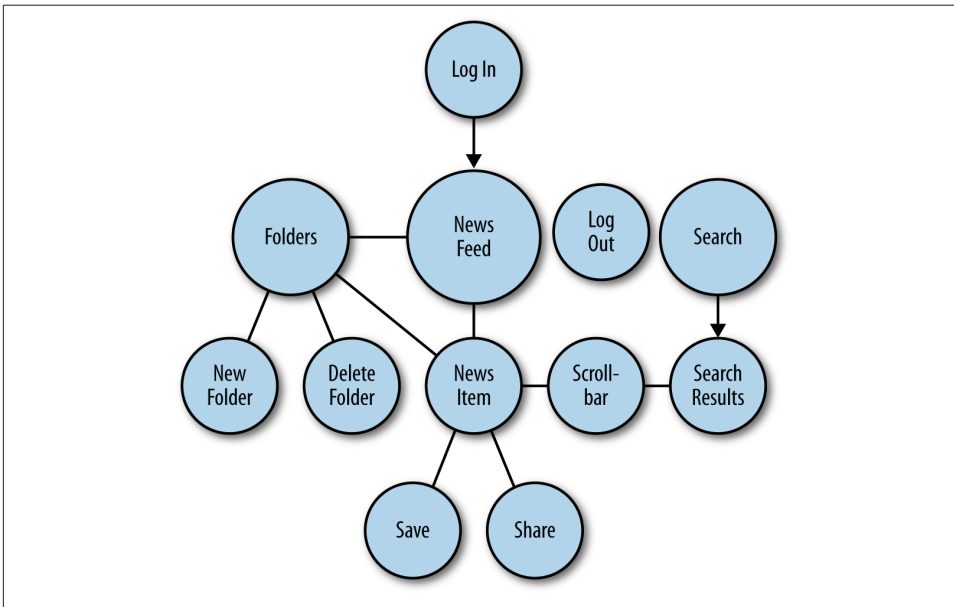 Log In
Folders
News
Feed
Log
Out
Search
New
Folder
Delete
Folder
News
Item
Scroll-
bar
Search
Results
Save
Share